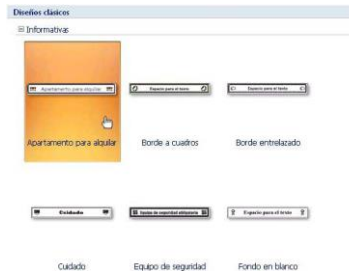 Diseños clásicos
Informativas
Apartamento para alquilar
Espacio para el texto
Espacio para el texto
Apartamento para alquilar
Borde a cuadros
Borde entrelazado
Cuidado
Equipo de seguridad obligatorio
Espacio para el texto
Cuidado
Equipo de seguridad
Fondo en blanco